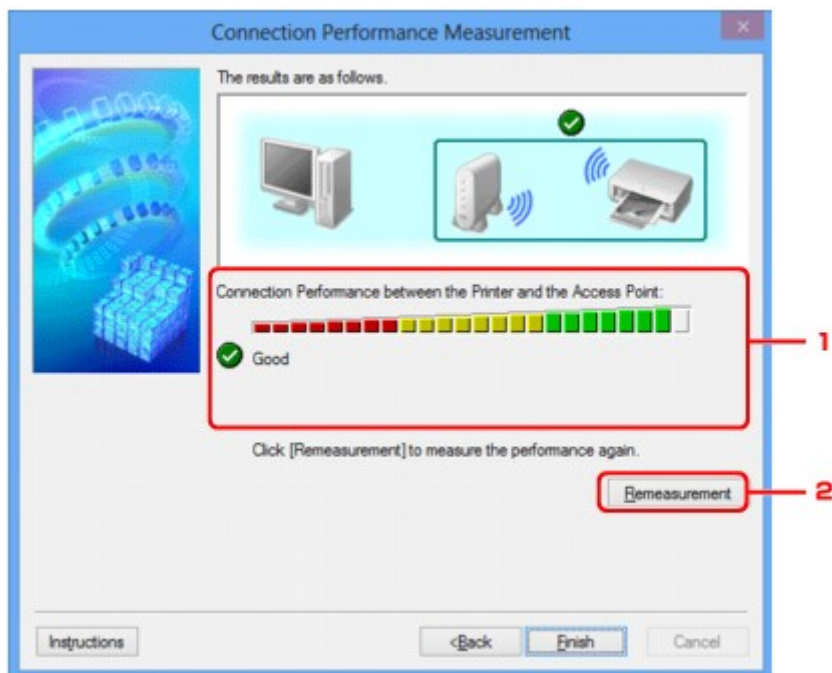 Connection Performance Measurement
The results are as follows.
Connection Performance between the Printer and the Access Point:
Good
1
Click [Remeasurement] to measure the performance again.
Remeasurement
2
Instructions
<Back
Finish
Cancel